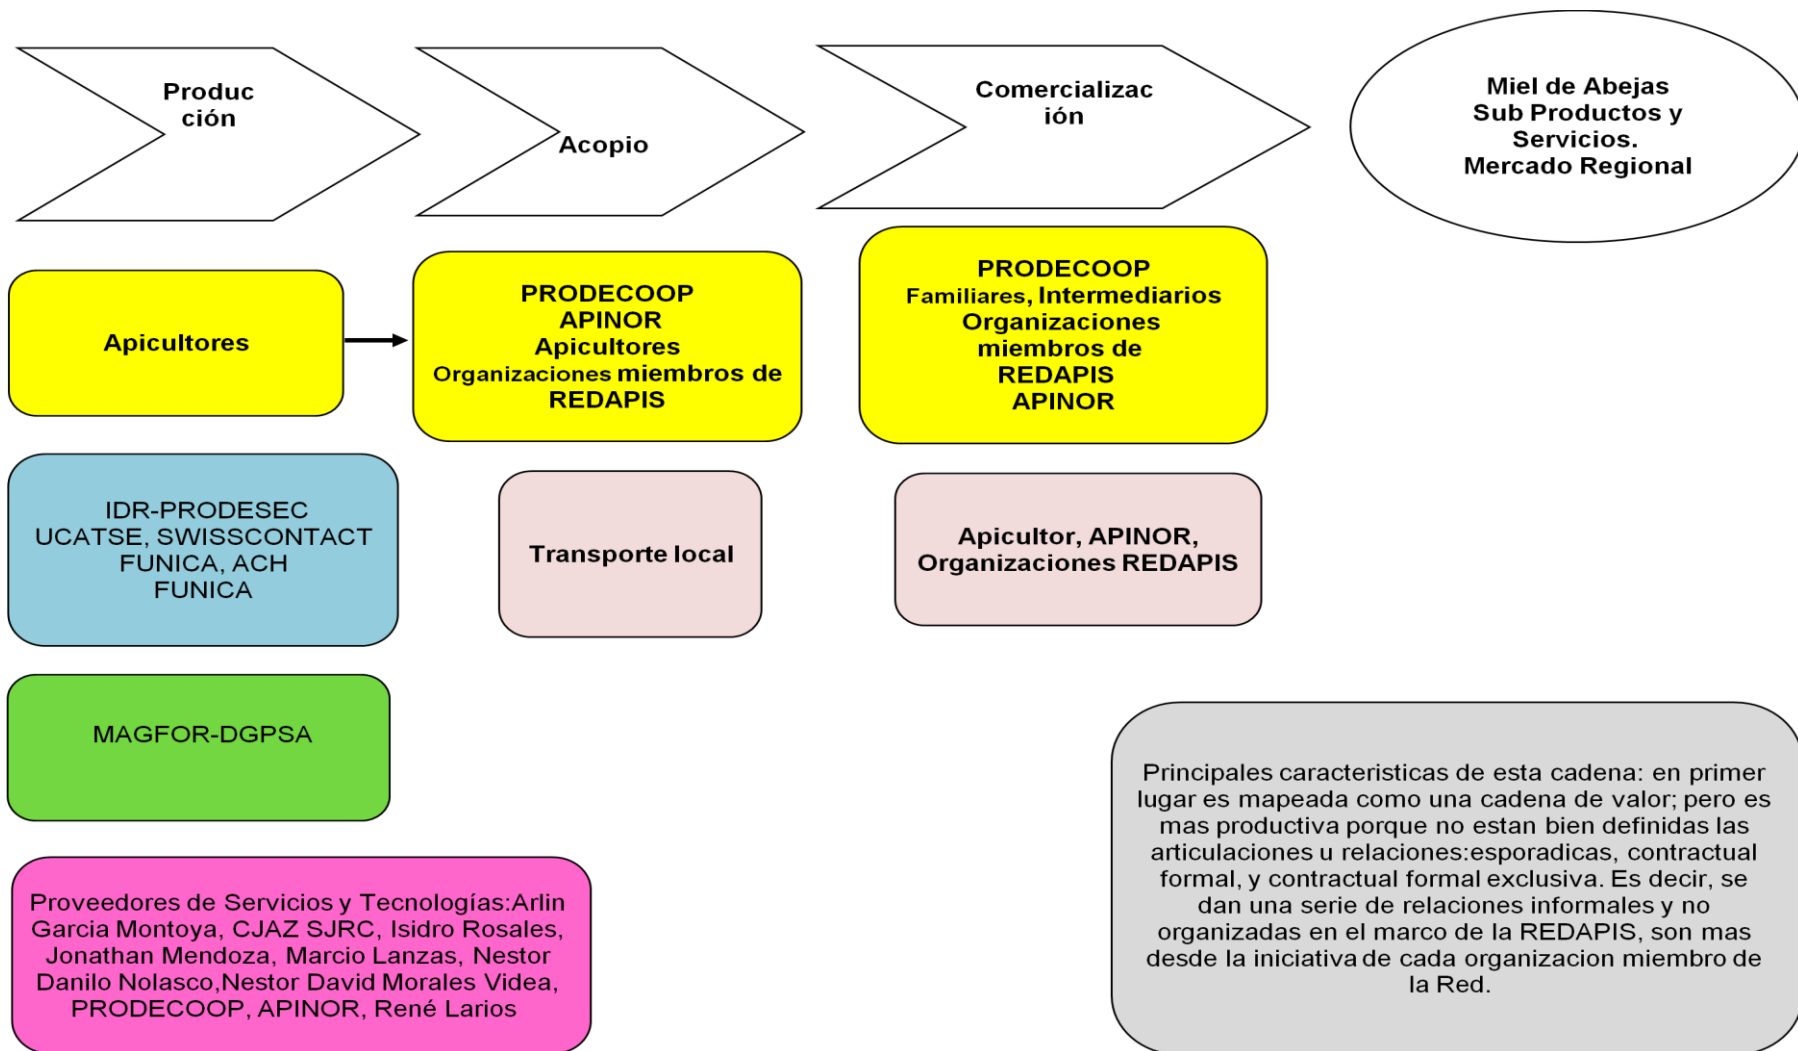 Produc
ción
Acopio
Comercializac
ión
Miel de Abejas
Sub Productos y
Servicios.
Mercado Regional
Apicultores
PRODECOOP
APINOR
Apicultores
Organizaciones miembros de
REDAPIS
PRODECOOP
Familiares, Intermediarios
Organizaciones
miembros de
REDAPIS
APINOR
IDR-PRODESEC
UCATSE, SWISSCONTACT
FUNICA, ACH
FUNICA
Transporte local
Apicultor, APINOR,
Organizaciones REDAPIS
MAGFOR-DGPSA
Proveedores de Servicios y Tecnologías:Arlin
Garcia Montoya, CJAZ SJRC, Isidro Rosales,
Jonathan Mendoza, Marcio Lanzas, Nestor
Danilo Nolasco,Nestor David Morales Videa,
PRODECOOP, APINOR, René Larios
Principales caracteristicas de esta cadena: en primer
lugar es mapeada como una cadena de valor; pero es
mas productiva porque no estan bien definidas las
articulaciones u relaciones:esporadicas, contractual
formal, y contractual formal exclusiva. Es decir, se
dan una serie de relaciones informales y no
organizadas en el marco de la REDAPIS, son mas
desde la iniciativa de cada organizacion miembro de
la Red.